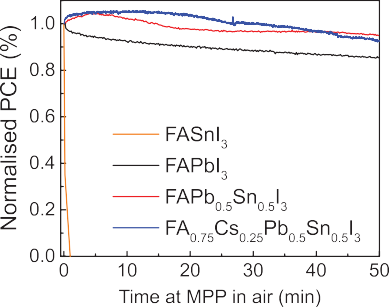 Normalised PCE (%)
1.0
0.8
0.6
0.4
0.2
0.0
FASnI₃
FAPbI₃
FAPb₀.₅Sn₀.₅I₃
FA₀.₇₅Cs₀.₂₅Pb₀.₅Sn₀.₅I₃
0 10 20 30 40 50
Time at MPP in air (min)